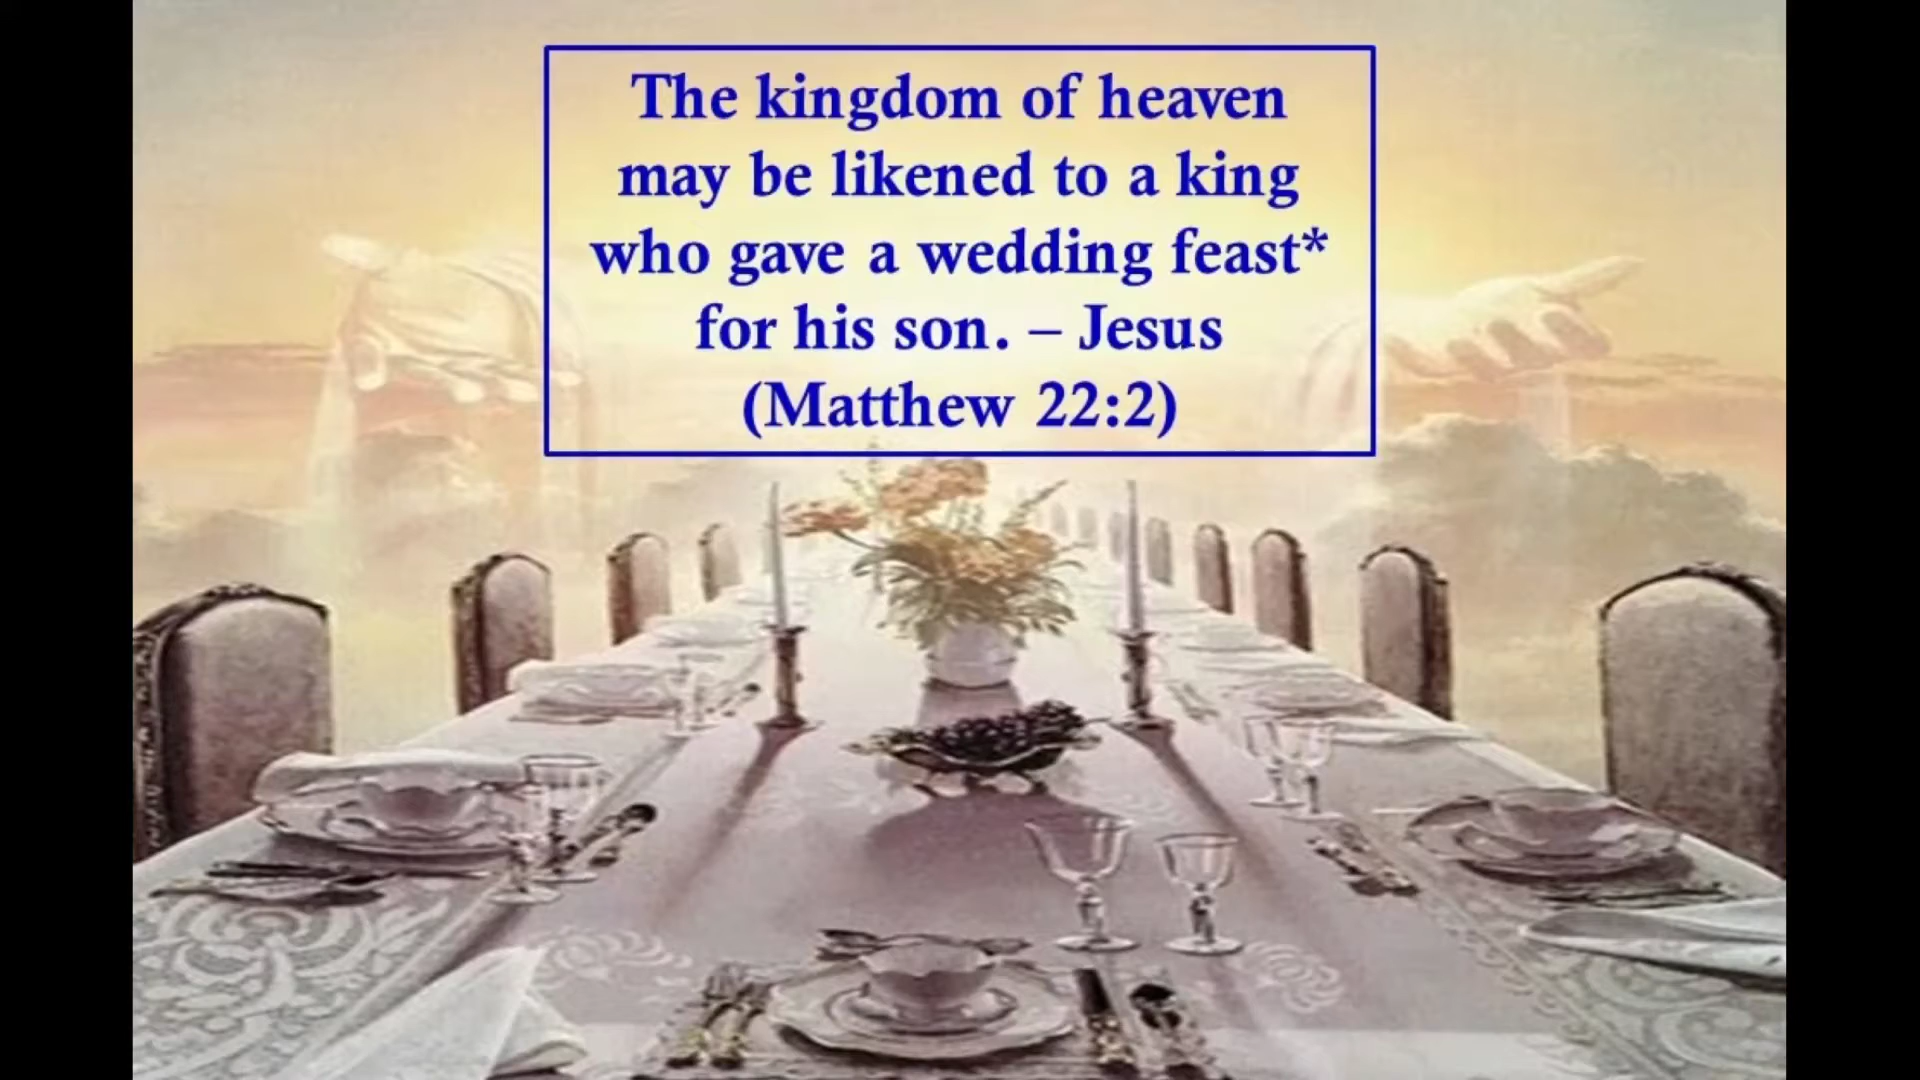 The kingdom of heaven
may be likened to a king
who gave a wedding feast*
for his son. – Jesus
(Matthew 22:2)